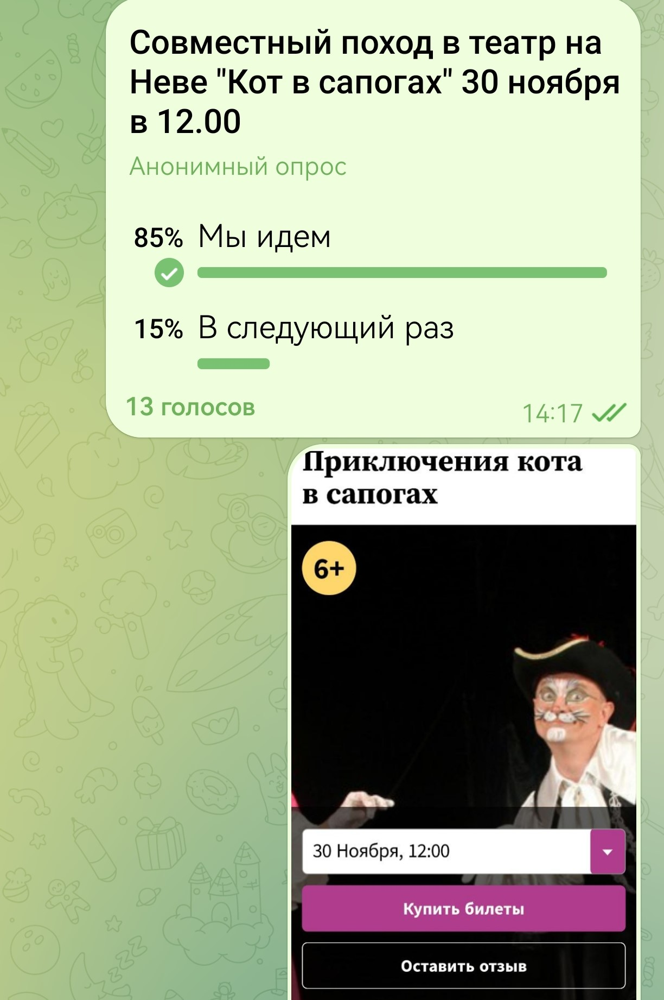 Совместный поход в театр на
Неве "Кот в сапогах" 30 ноября
в 12.00
Анонимный опрос
85% Мы идем
15% В следующий раз
13 голосов
14:17
Приключения кота
в сапогах
6+
30 Ноября, 12:00
Купить билеты
Оставить отзыв